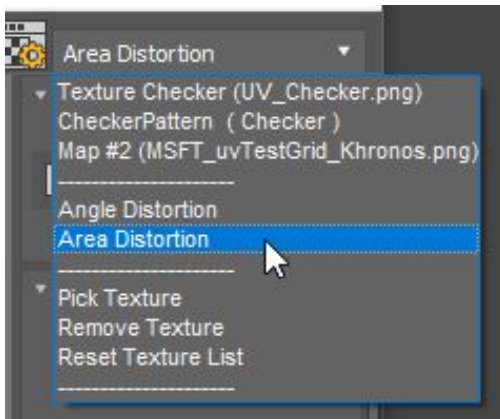 Area Distortion
Texture Checker (UV_Checker.png)
CheckerPattern ( Checker )
Map #2 (MSFT_uvTestGrid_Khronos.png)
--------------------
Angle Distortion
Area Distortion
--------------------
Pick Texture
Remove Texture
Reset Texture List
--------------------